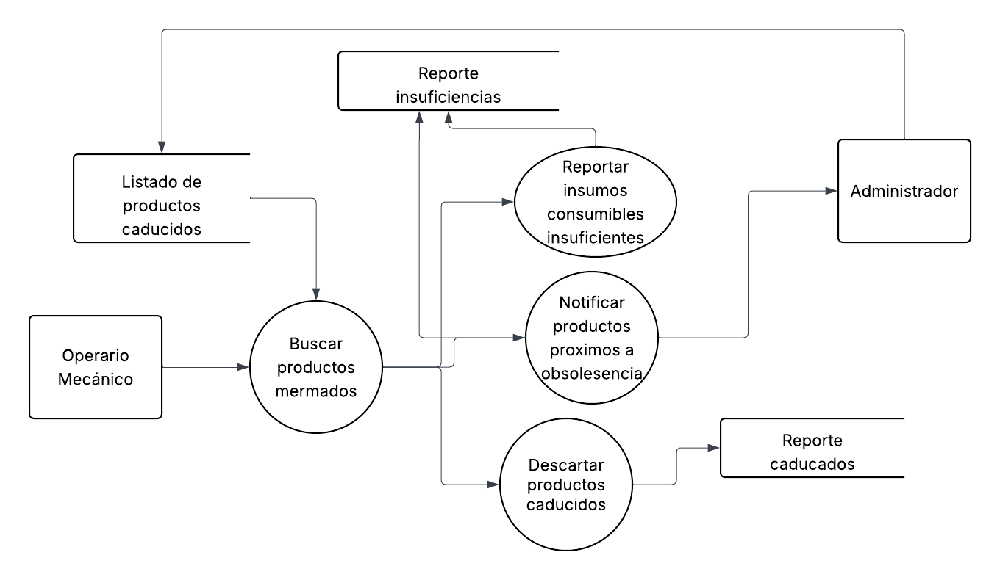 Reporte
insuficiencias
Listado de
productos
caducidos
Reportar
insumos
consumibles
insuficientes
Administrador
Notificar
productos
proximos a
obsolesencia
Operario
Mecánico
Buscar
productos
mermados
Descartar
productos
caducidos
Reporte
caducados